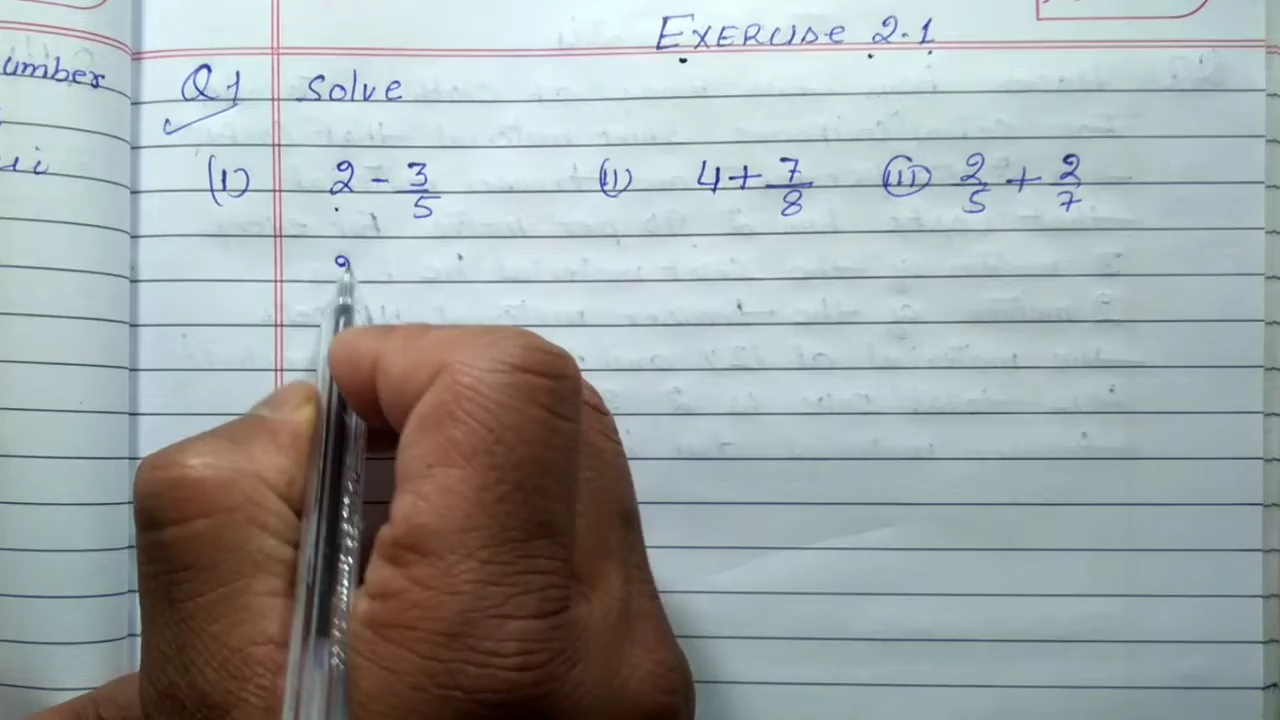 Exercise 2.1
umber
Q1 Solve
(i) 2 - 3/5 (ii) 4 + 7/8 (iii) 2/5 + 2/7
2